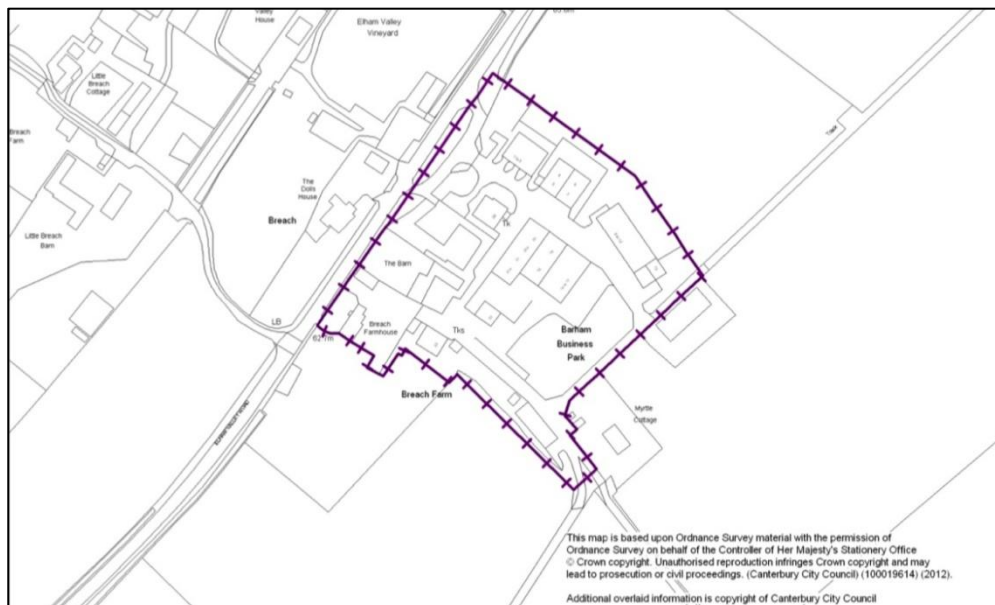 Valley
House
Elham Valley
Vineyard
Little
Breach
Cottage
Breach
Farm
Track
The
Dolls
House
Breach
Tk
Little Breach
Barn
The Barn
LB
62.7m
Breach
Farmhouse
Tks
Barham
Business
Park
Breach Farm
Myrtle
Cottage
ELHAM VALLEY ROAD
This map is based upon Ordnance Survey material with the permission of
Ordnance Survey on behalf of the Controller of Her Majesty's Stationery Office
© Crown copyright. Unauthorised reproduction infringes Crown copyright and may
lead to prosecution or civil proceedings. (Canterbury City Council) (100019614) (2012).
Additional overlaid information is copyright of Canterbury City Council